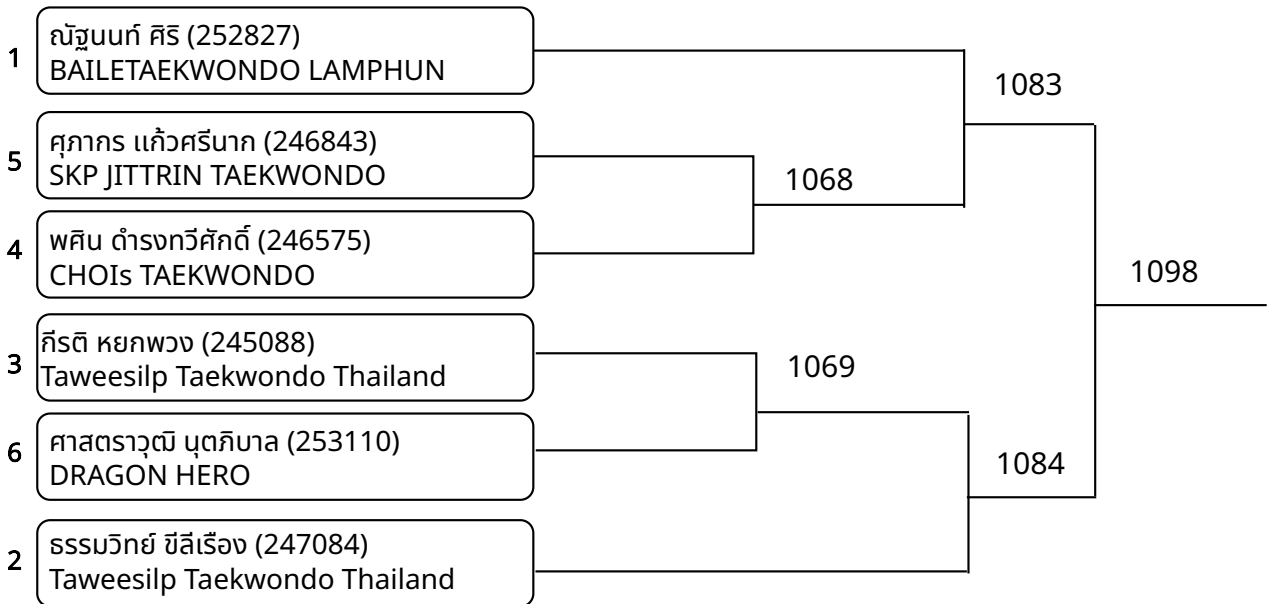 1
ณัฐนนท์ ศิริ (252827)
BAILETAEKWONDO LAMPHUN
5
ศุภากร แก้วศรีนาก (246843)
SKP JITTRIN TAEKWONDO
4
พศิน ดำรงทวีศักดิ์ (246575)
CHOIs TAEKWONDO
3
กีรติ หยกพวง (245088)
Taweesilp Taekwondo Thailand
6
ศาสตราวุฒิ นุตภิบาล (253110)
DRAGON HERO
2
ธรรมวิทย์ ขีลีเรือง (247084)
Taweesilp Taekwondo Thailand
1068
1069
1083
1084
1098